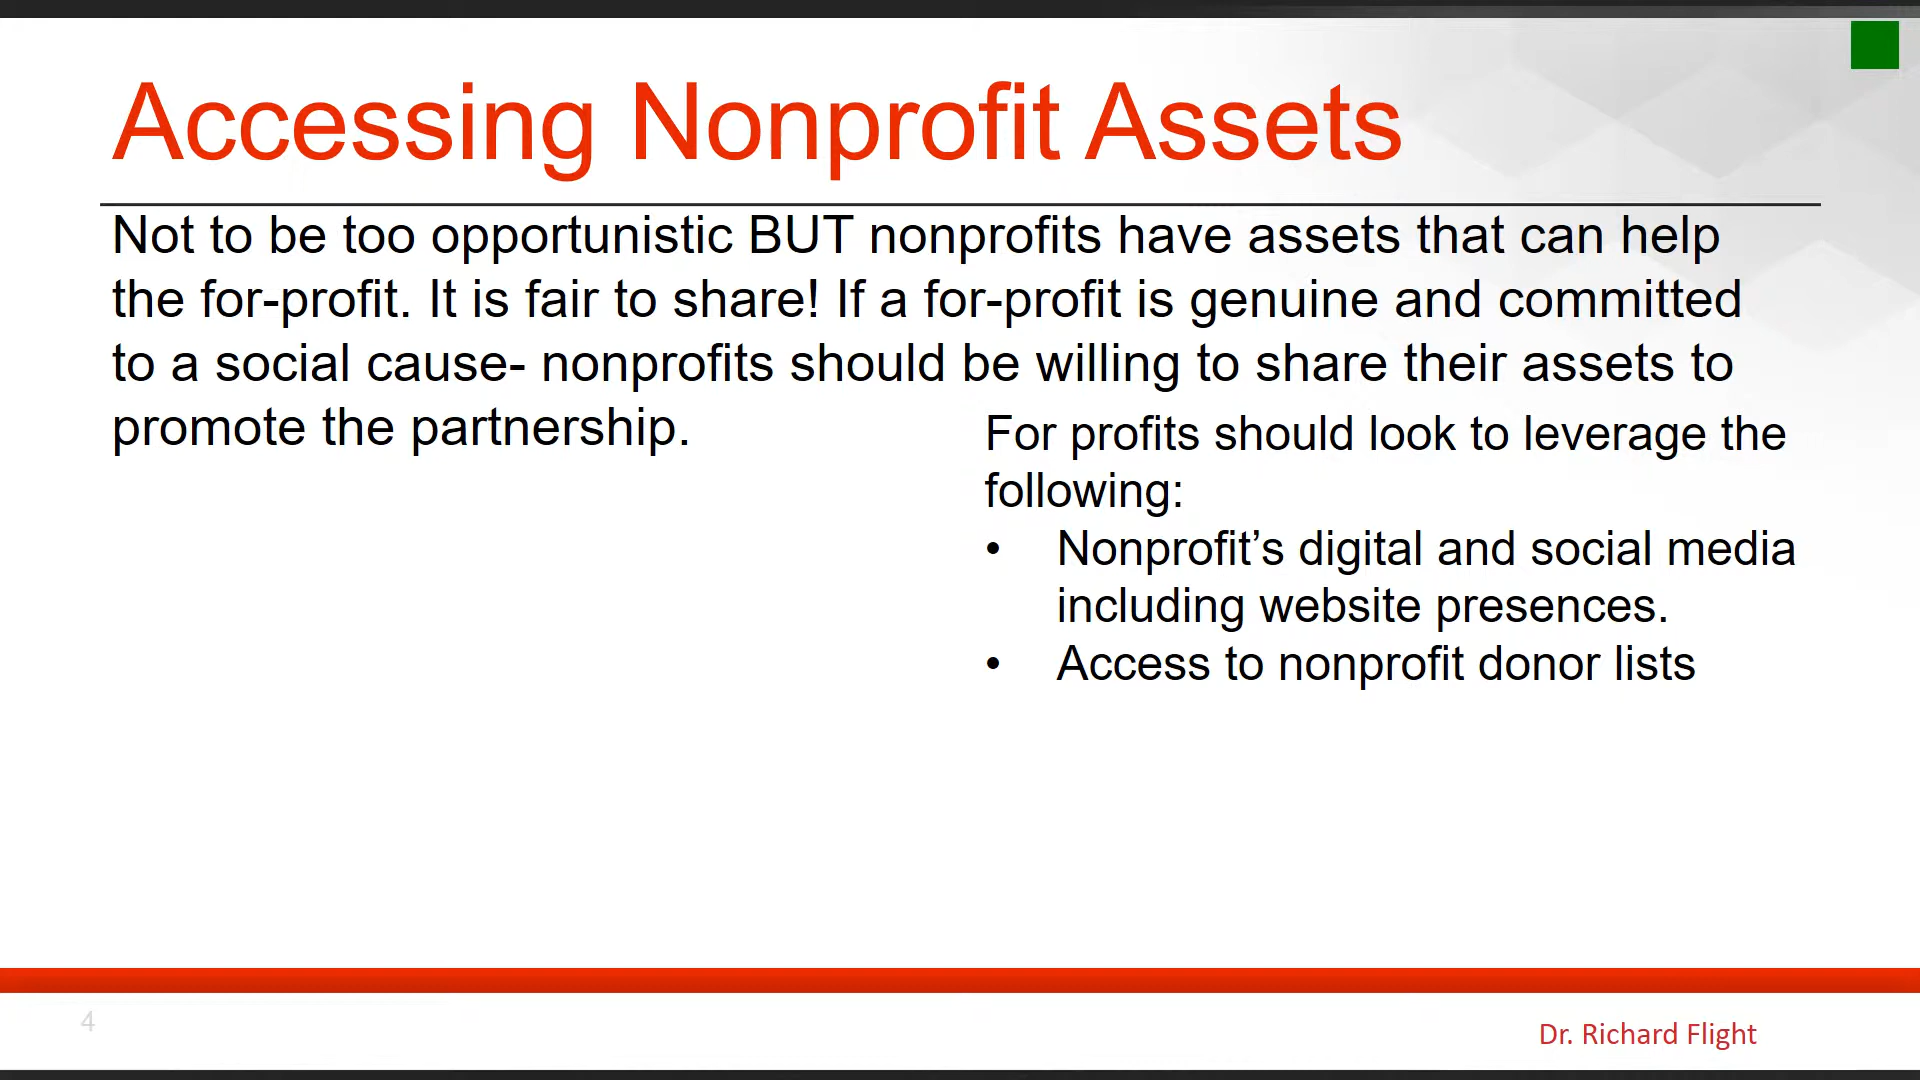 Accessing Nonprofit Assets
Not to be too opportunistic BUT nonprofits have assets that can help
the for-profit. It is fair to share! If a for-profit is genuine and committed
to a social cause- nonprofits should be willing to share their assets to
promote the partnership.
For profits should look to leverage the
following:
• Nonprofit’s digital and social media
including website presences.
• Access to nonprofit donor lists
4
Dr. Richard Flight